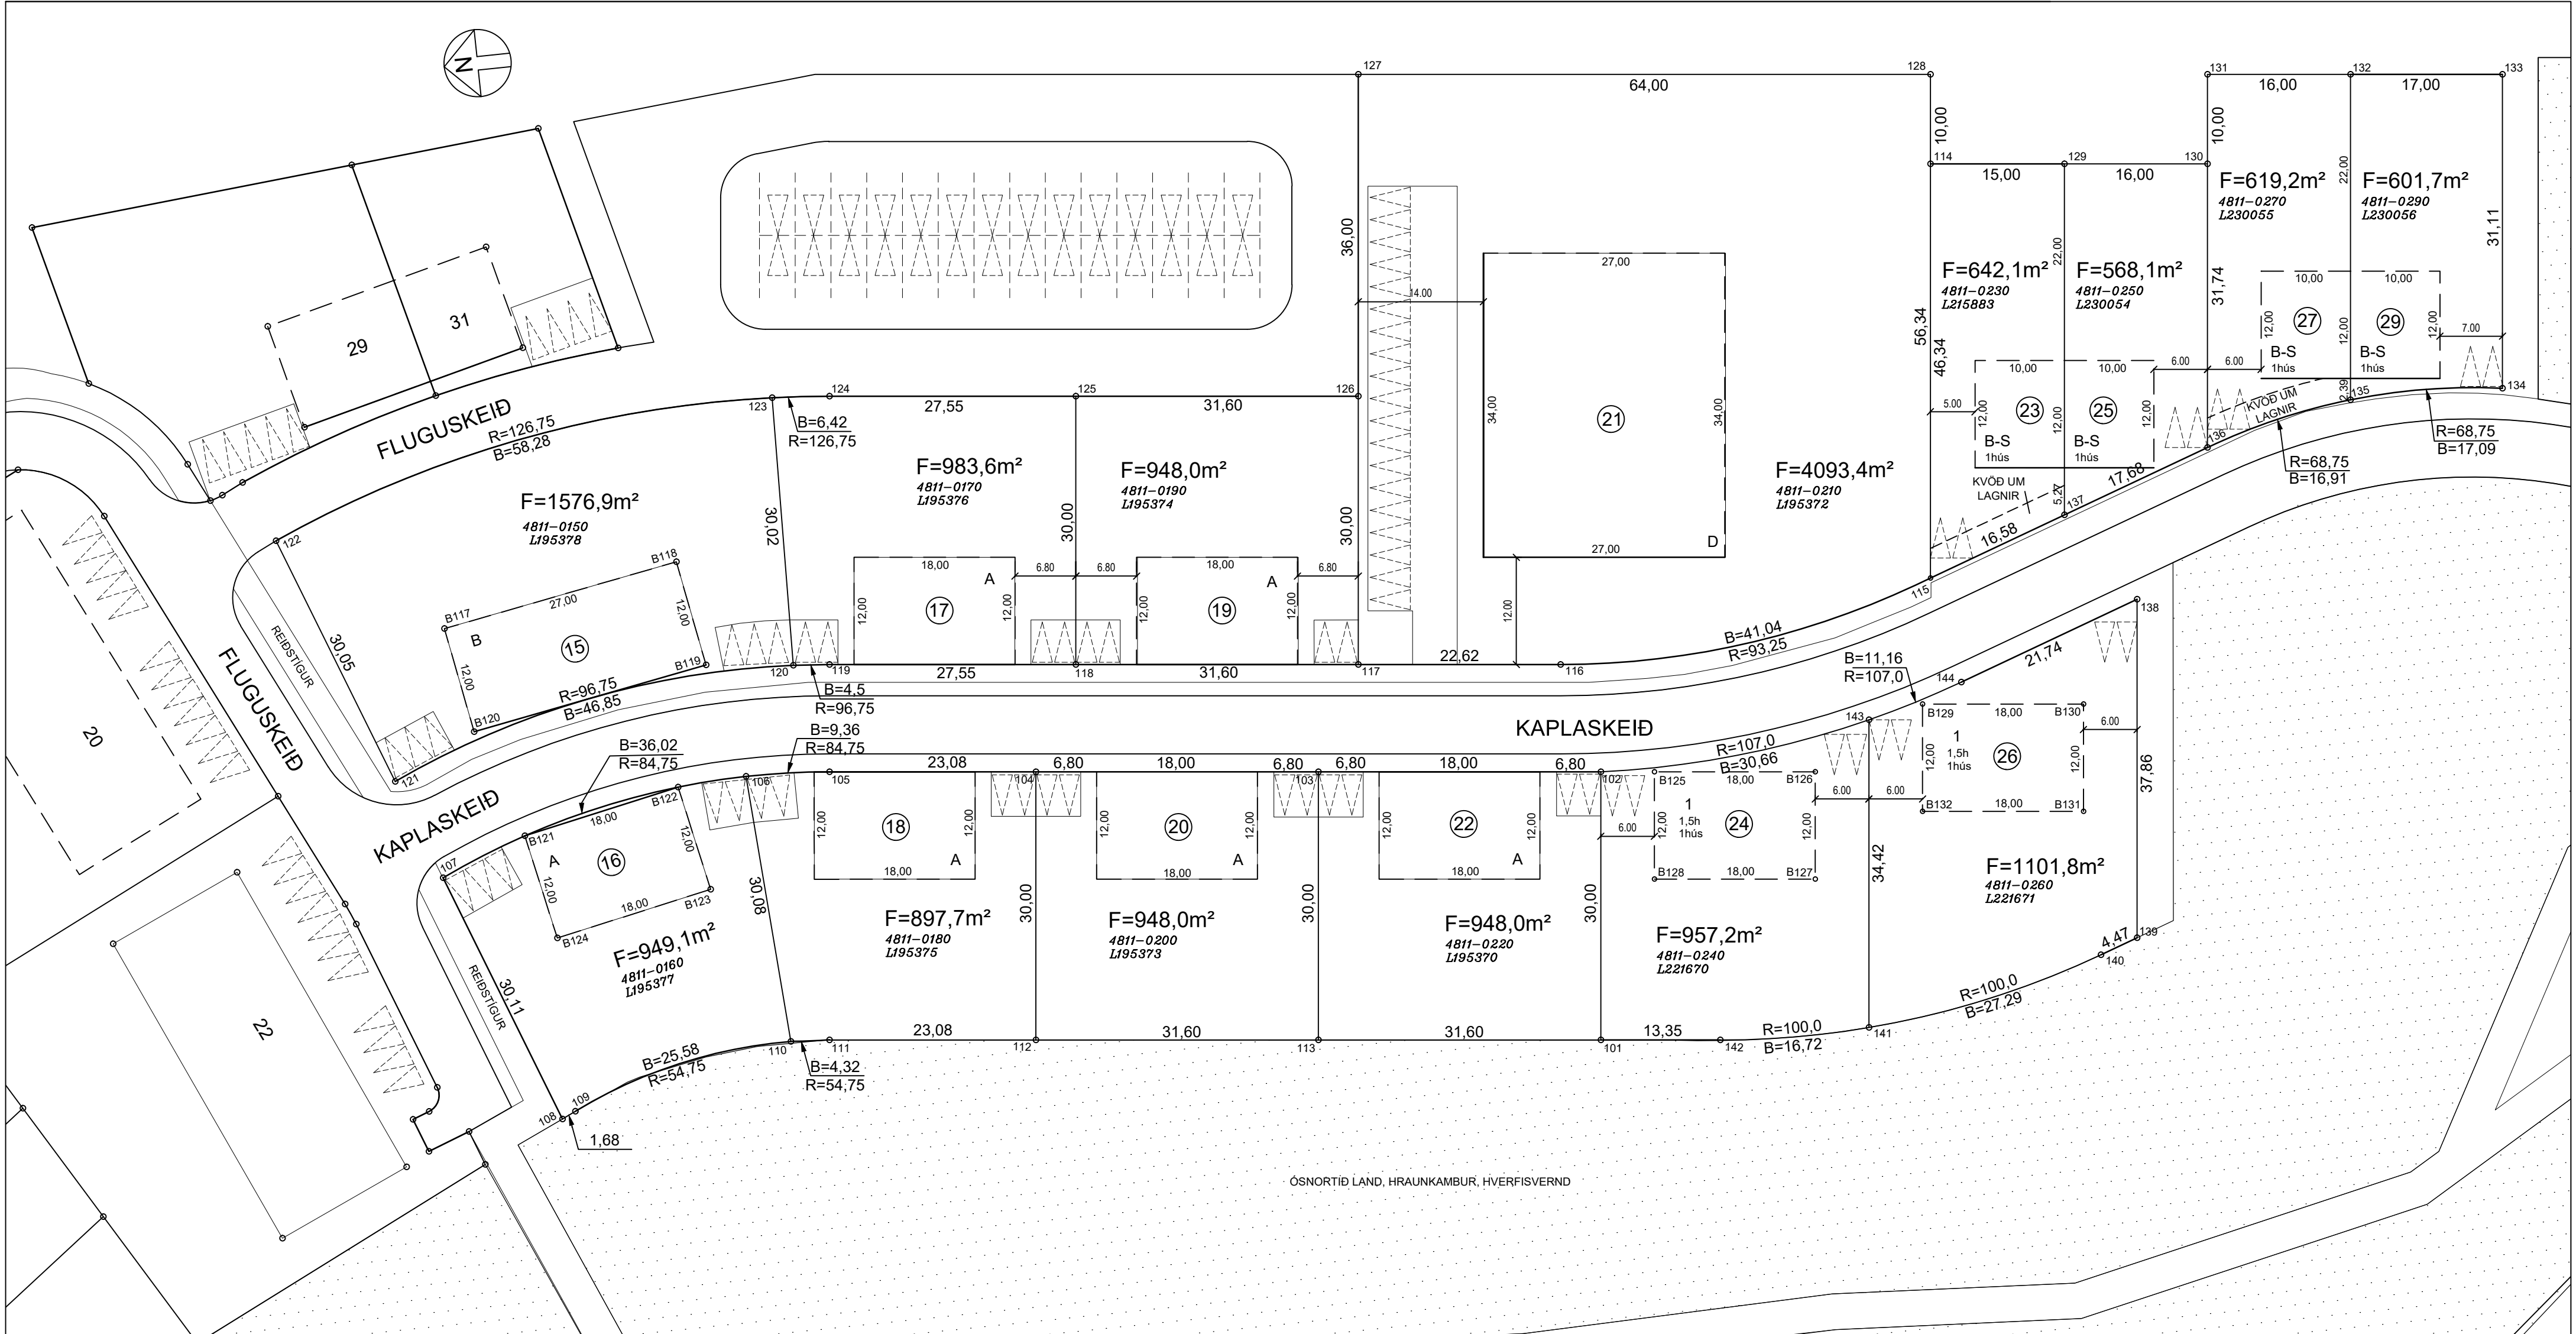 N
127
64,00
128
131
16,00
132
17,00
133
10,00
10,00
114
15,00
129
16,00
130
F=619,2m²
4811-0270
L230055
22,00
F=601,7m²
4811-0290
L230056
31,11
36,00
27,00
14.00
34,00
34,00
21
27,00
D
12.00
F=4093,4m²
4811-0210
L195372
56,34
46,34
F=642,1m²
4811-0230
L215883
22,00
F=568,1m²
4811-0250
L230054
31,74
10,00
10,00
12,00
27
12,00
29
12,00
7.00
B-S
1hús
B-S
1hús
6.00
6.00
10,00
10,00
5.00
12,00
23
12,00
25
12,00
B-S
1hús
B-S
1hús
2,39
135
134
KVÖÐ UM
LAGNIR
136
R=68,75
B=17,09
R=68,75
B=16,91
KVÖÐ UM
LAGNIR
5,27
137
17,68
16,58
115
29
31
FLUGUSKEIÐ
R=126,75
B=58,28
123
124
B=6,42
R=126,75
27,55
125
31,60
126
F=1576,9m²
4811-0150
L195378
F=983,6m²
4811-0170
L195376
F=948,0m²
4811-0190
L195374
30,02
30,00
30,00
122
30,05
REIÐSTÍGUR
B117
B
27,00
B118
12,00
15
12,00
B119
B120
R=96,75
B=46,85
121
18,00
A
12,00
17
12,00
6.80
6.80
18,00
A
12,00
19
12,00
6.80
120
119
27,55
118
31,60
117
22,62
116
B=41,04
R=93,25
B=4,5
R=96,75
FLUGUSKEIÐ
20
KAPLASKEIÐ
KAPLASKEIÐ
B=11,16
R=107,0
144
21,74
138
B=36,02
R=84,75
B=9,36
R=84,75
106
105
23,08
104
6,80
18,00
6,80
103
6,80
18,00
6,80
102
R=107,0
B=30,66
143
107
B121
18,00
B122
A
16
12,00
12,00
18,00
B123
B124
12,00
18
A
18,00
12,00
20
12,00
A
18,00
12,00
22
12,00
A
18,00
B125
18,00
B126
1
1,5h
1hús
12,00
24
12,00
6.00
B128
18,00
B127
6.00
6.00
B129
18,00
B130
1
1,5h
1hús
12,00
26
12,00
6.00
B132
18,00
B131
37,86
30,08
30,00
30,00
30,00
34,42
F=949,1m²
4811-0160
L195377
F=897,7m²
4811-0180
L195375
F=948,0m²
4811-0200
L195373
F=948,0m²
4811-0220
L195370
F=957,2m²
4811-0240
L221670
F=1101,8m²
4811-0260
L221671
REIÐSTÍGUR
30,11
22
B=25,58
R=54,75
110
111
23,08
112
31,60
113
31,60
101
13,35
142
R=100,0
B=16,72
141
R=100,0
B=27,29
140
4,47
139
B=4,32
R=54,75
108
109
1,68
ÓSNORTIÐ LAND, HRAUNKAMBUR, HVERFISVERND